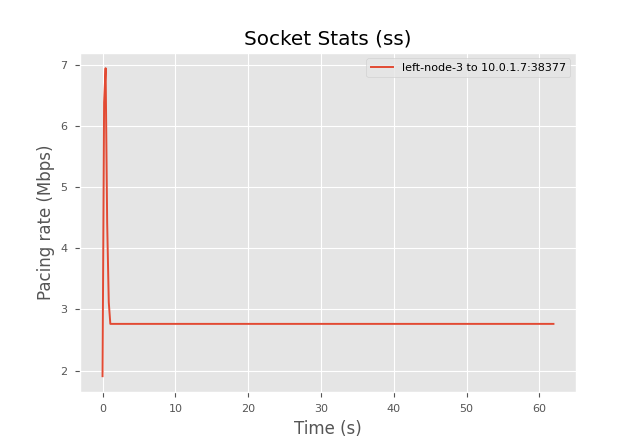 Socket Stats (ss)
left-node-3 to 10.0.1.7:38377
Pacing rate (Mbps)
7
6
5
4
3
2
0 10 20 30 40 50 60
Time (s)